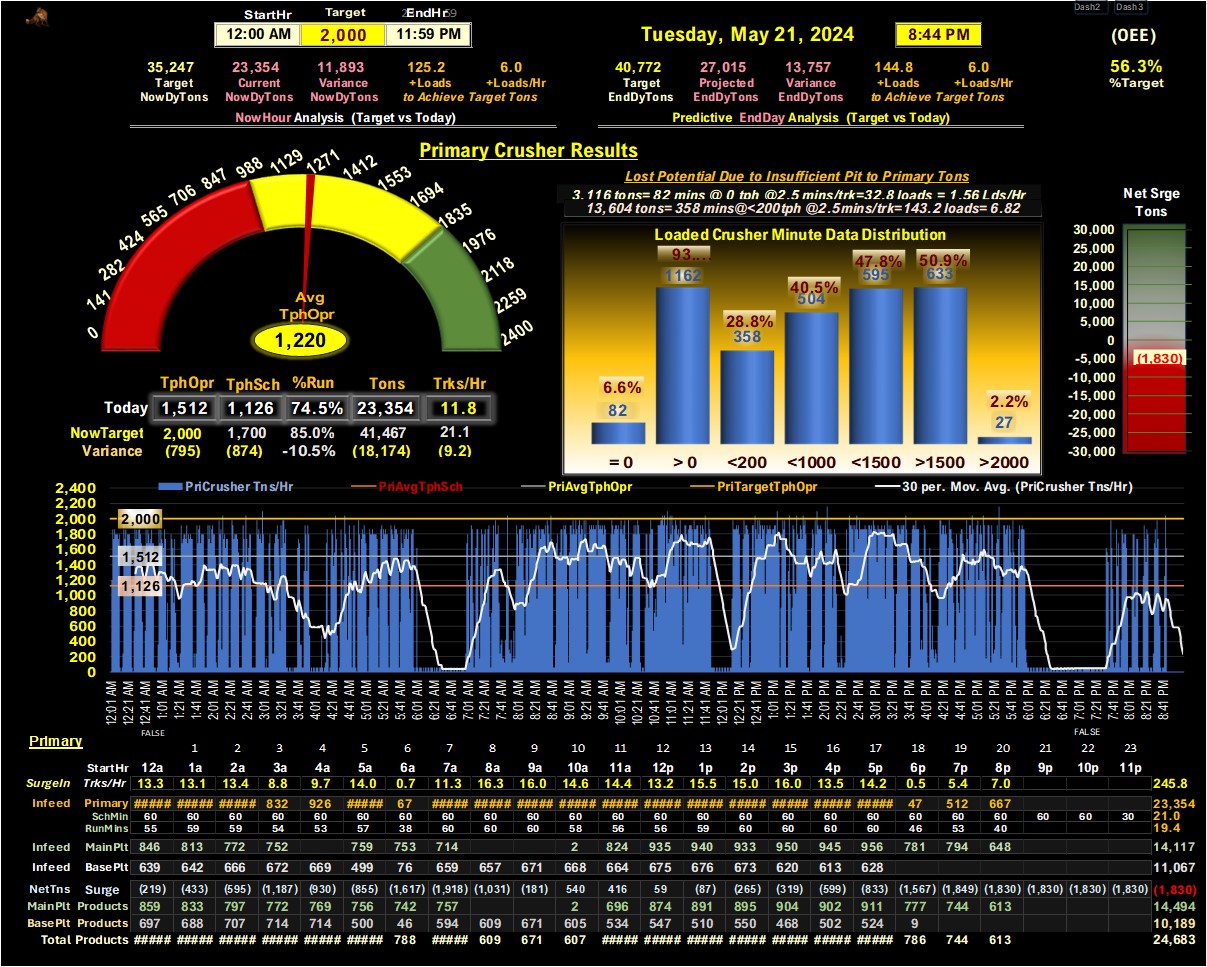 StartHr Target EndHr Dash2 Dash3
12:00 AM 2,000 11:59 PM Tuesday, May 21, 2024 8:44 PM (OEE)
35,247 23,354 11,893 125.2 6.0 40,772 27,015 13,757 144.8 6.0 56.3%
Target Current Variance +Loads +Loads/Hr Target Projected Variance +Loads +Loads/Hr %Target
NowDyTons NowDyTons NowDyTons to Achieve Target Tons EndDyTons EndDyTons EndDyTons to Achieve Target Tons
NowHour Analysis (Target vs Today) Predictive EndDay Analysis (Target vs Today)
Primary Crusher Results
0 141 282 424 565 706 847 988 1129 1271 1412 1553 1694 1835 1976 2118 2259 2400
Avg
TphOpr
1,220
Lost Potential Due to Insufficient Pit to Primary Tons
3,116 tons= 82 mins @ 0 tph @2.5 mins/trk=32.8 loads = 1.56 Lds/Hr
13,604 tons= 358 mins@<200tph @2.5mins/trk=143.2 loads= 6.82
Loaded Crusher Minute Data Distribution
6.6% 93.... 28.8% 40.5% 47.8% 50.9% 2.2%
82 1162 358 504 595 633 27
= 0 > 0 <200 <1000 <1500 >1500 >2000
Net Srge
Tons
30,000
25,000
20,000
15,000
10,000
5,000
0
-5,000 (1,830)
-10,000
-15,000
-20,000
-25,000
-30,000
TphOpr TphSch %Run Tons Trks/Hr
Today 1,512 1,126 74.5% 23,354 11.8
NowTarget 2,000 1,700 85.0% 41,467 21.1
Variance (795) (874) -10.5% (18,174) (9.2)
PriCrusher Tns/Hr PriAvgTphSch PriAvgTphOpr PriTargetTphOpr 30 per. Mov. Avg. (PriCrusher Tns/Hr)
2,400
2,200
2,000 2,000
1,800
1,600 1,512
1,400
1,200 1,126
1,000
800
600
400
200
0
12:01 AM 12:21 AM 12:41 AM 1:01 AM 1:21 AM 1:41 AM 2:01 AM 2:21 AM 2:41 AM 3:01 AM 3:21 AM 3:41 AM 4:01 AM 4:21 AM 4:41 AM 5:01 AM 5:21 AM 5:41 AM 6:01 AM 6:21 AM 6:41 AM 7:01 AM 7:21 AM 7:41 AM 8:01 AM 8:21 AM 8:41 AM 9:01 AM 9:21 AM 9:41 AM 10:01 AM 10:21 AM 10:41 AM 11:01 AM 11:21 AM 11:41 AM 12:01 PM 12:21 PM 12:41 PM 1:01 PM 1:21 PM 1:41 PM 2:01 PM 2:21 PM 2:41 PM 3:01 PM 3:21 PM 3:41 PM 4:01 PM 4:21 PM 4:41 PM 5:01 PM 5:21 PM 5:41 PM 6:01 PM 6:21 PM 6:41 PM 7:01 PM 7:21 PM 7:41 PM 8:01 PM 8:21 PM 8:41 PM
FALSE FALSE
Primary
1 2 3 4 5 6 7 8 9 10 11 12 13 14 15 16 17 18 19 20 21 22 23
StartHr 12a 1a 2a 3a 4a 5a 6a 7a 8a 9a 10a 11a 12p 1p 2p 3p 4p 5p 6p 7p 8p 9p 10p 11p
SurgeIn Trks/Hr 13.3 13.1 13.4 8.8 9.7 14.0 0.7 11.3 16.3 16.0 14.6 14.4 13.2 15.5 14.0 16.0 13.5 14.2 0.5 5.4 7.0 245.8
Infeed Primary ##### ##### ##### 832 926 ##### 67 ##### ##### ##### ##### ##### ##### ##### ##### ##### ##### ##### 47 512 667 23,354
SchMin 60 60 60 60 60 60 60 60 60 60 60 60 60 60 60 60 60 60 60 60 60 60 60 30 21.0
RunMins 55 59 59 54 53 57 38 60 60 60 58 56 56 59 60 60 60 60 46 53 40 19.4
Infeed MainPlt 846 813 772 752 759 753 714 2 824 935 940 933 950 945 956 781 794 648 14,117
Infeed BasePlt 639 642 666 672 669 499 76 659 657 671 668 664 675 676 673 620 613 628 11,067
NetTns Surge (219) (433) (595) (1,187) (930) (855) (1,617) (1,918) (1,031) (181) 540 416 59 (87) (265) (319) (599) (833) (1,567) (1,849) (1,830) (1,830) (1,830) (1,830) (1,830)
MainPlt Products 859 833 797 772 769 756 742 757 2 696 874 891 895 904 902 911 777 744 613 14,494
BasePlt Products 697 688 707 714 714 500 46 594 609 671 605 534 547 510 550 468 502 524 9 10,189
Total Products ##### ##### ##### ##### ##### ##### 788 ##### 609 671 607 ##### ##### ##### ##### ##### ##### ##### 786 744 613 24,683